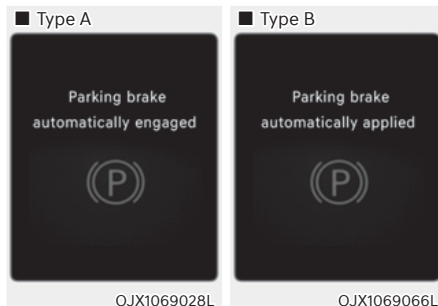 ■ Type A
Parking brake
automatically engaged
P
OJX1069028L
■ Type B
Parking brake
automatically applied
P
OJX1069066L